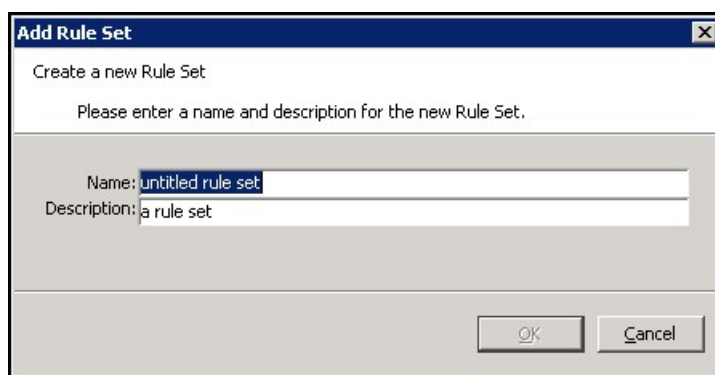 Add Rule Set
Create a new Rule Set
Please enter a name and description for the new Rule Set.
Name: untitled rule set
Description: a rule set
OK Cancel